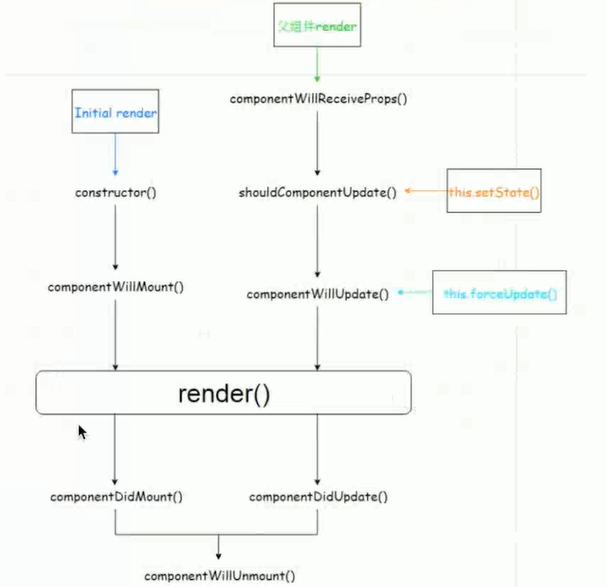 父组件render
componentWillReceiveProps()
Initial render
constructor()
shouldComponentUpdate()
this.setState()
componentWillMount()
componentWillUpdate()
this.forceUpdate()
render()
componentDidMount()
componentDidUpdate()
componentWillUnmount()